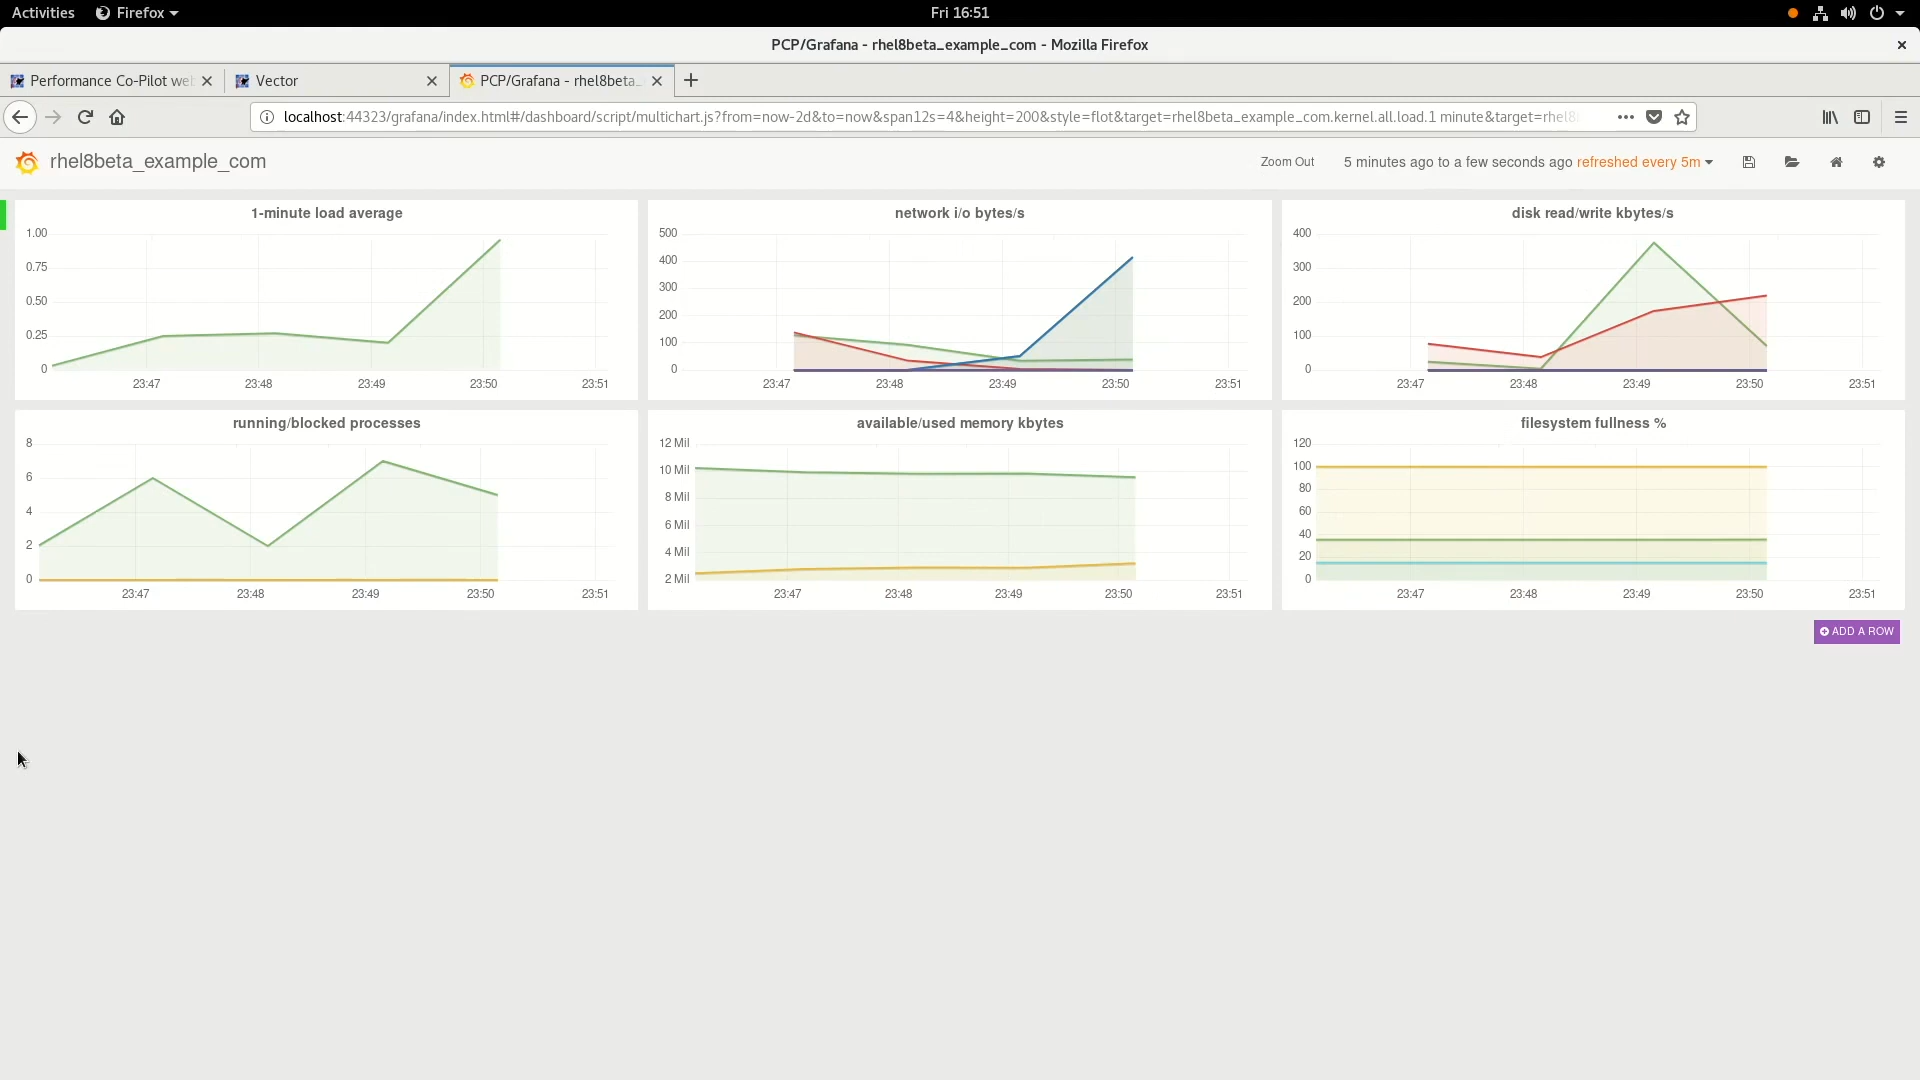 Activities Firefox Fri 16:51
PCP/Grafana - rhel8beta_example_com - Mozilla Firefox
Performance Co-Pilot we Vector PCP/Grafana - rhel8beta_
localhost:44323/grafana/index.html#/dashboard/script/multichart.js?from=now-2d&to=now&span12s=4&height=200&style=flot&target=rhel8beta_example_com.kernel.all.load.1 minute&target=rhel8
rhel8beta_example_com Zoom Out 5 minutes ago to a few seconds ago refreshed every 5m
1-minute load average
1.00
0.75
0.50
0.25
0
23:47 23:48 23:49 23:50 23:51
network i/o bytes/s
500
400
300
200
100
0
23:47 23:48 23:49 23:50 23:51
disk read/write kbytes/s
400
300
200
100
0
23:47 23:48 23:49 23:50 23:51
running/blocked processes
8
6
4
2
0
23:47 23:48 23:49 23:50 23:51
available/used memory kbytes
12 Mil
10 Mil
8 Mil
6 Mil
4 Mil
2 Mil
23:47 23:48 23:49 23:50 23:51
filesystem fullness %
120
100
80
60
40
20
0
23:47 23:48 23:49 23:50 23:51
ADD A ROW